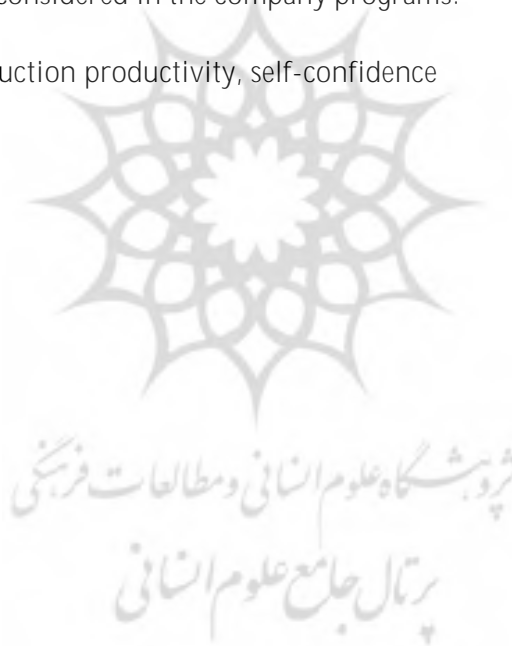 considered in the company programs.
uction productivity, self-confidence
پژوهشگاه علوم انسانی و مطالعات فرهنگی
پرتال جامع علوم انسانی